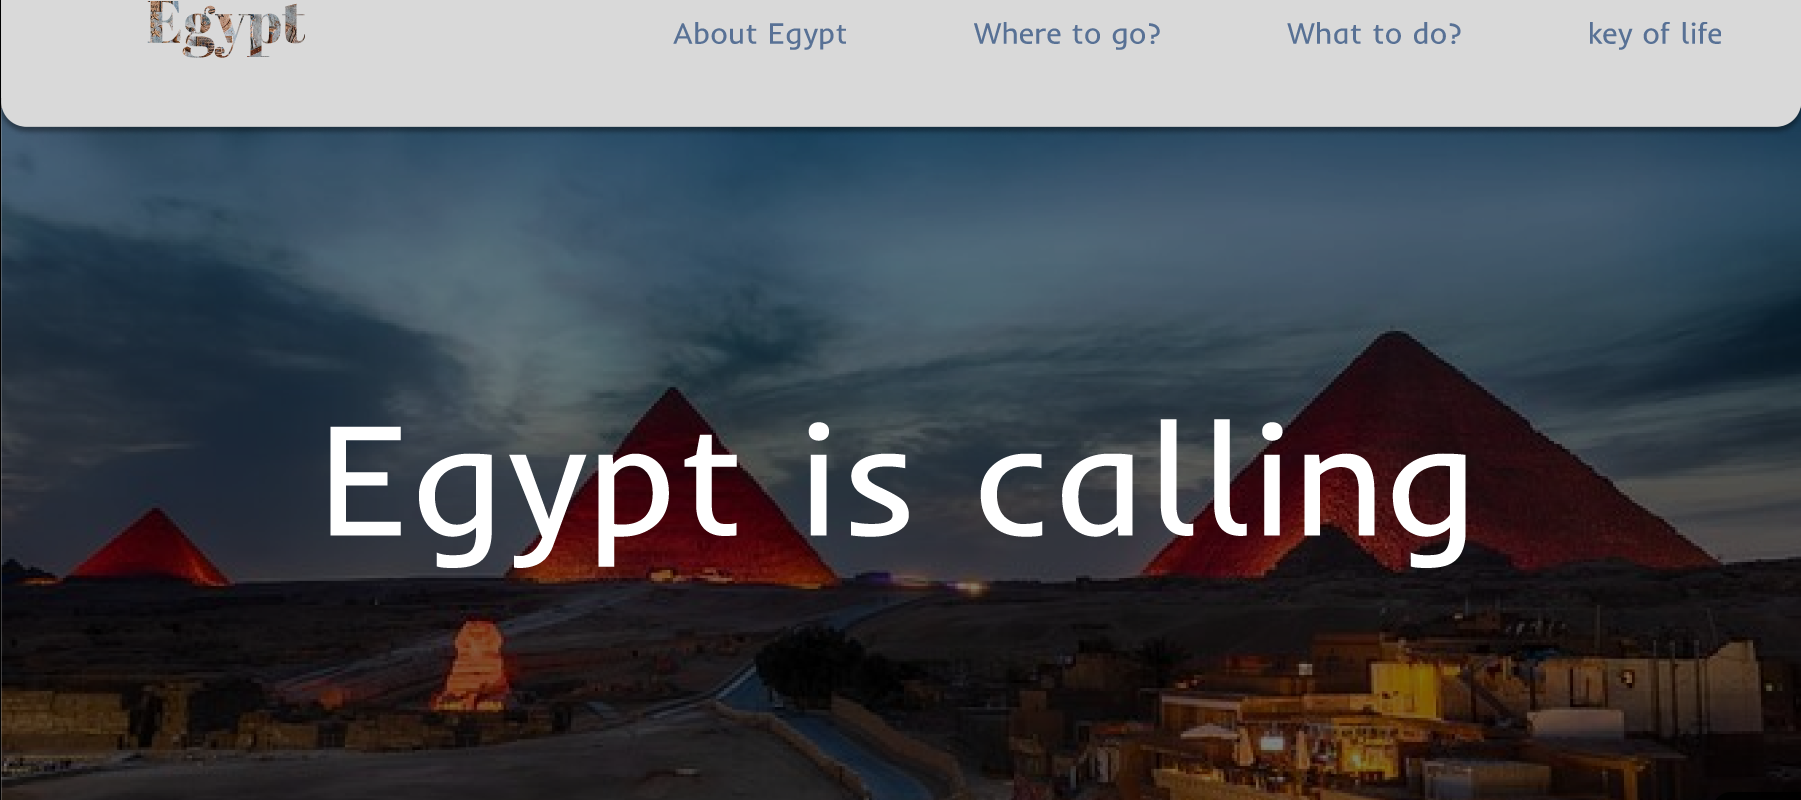 Egypt
About Egypt
Where to go?
What to do?
key of life
Egypt is calling